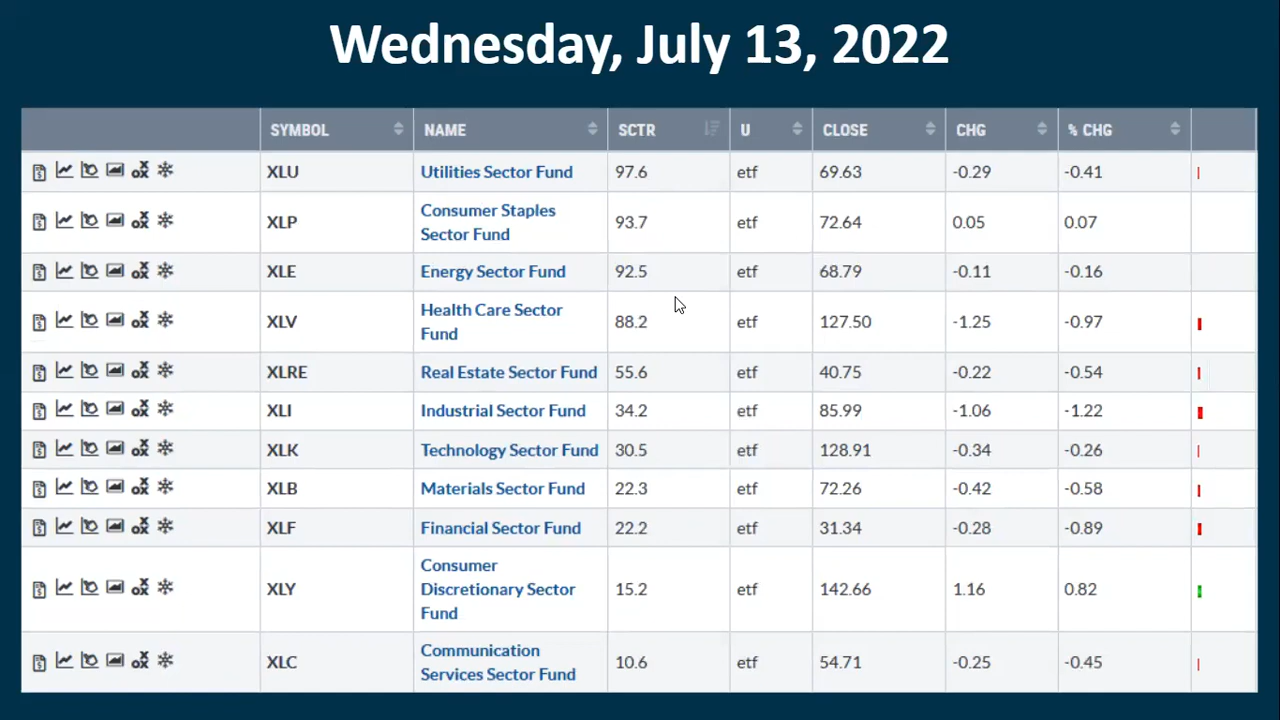 Wednesday, July 13, 2022
SYMBOL NAME SCTR U CLOSE CHG % CHG
XLU Utilities Sector Fund 97.6 etf 69.63 -0.29 -0.41
XLP Consumer Staples Sector Fund 93.7 etf 72.64 0.05 0.07
XLE Energy Sector Fund 92.5 etf 68.79 -0.11 -0.16
XLV Health Care Sector Fund 88.2 etf 127.50 -1.25 -0.97
XLRE Real Estate Sector Fund 55.6 etf 40.75 -0.22 -0.54
XLI Industrial Sector Fund 34.2 etf 85.99 -1.06 -1.22
XLK Technology Sector Fund 30.5 etf 128.91 -0.34 -0.26
XLB Materials Sector Fund 22.3 etf 72.26 -0.42 -0.58
XLF Financial Sector Fund 22.2 etf 31.34 -0.28 -0.89
XLY Consumer Discretionary Sector Fund 15.2 etf 142.66 1.16 0.82
XLC Communication Services Sector Fund 10.6 etf 54.71 -0.25 -0.45